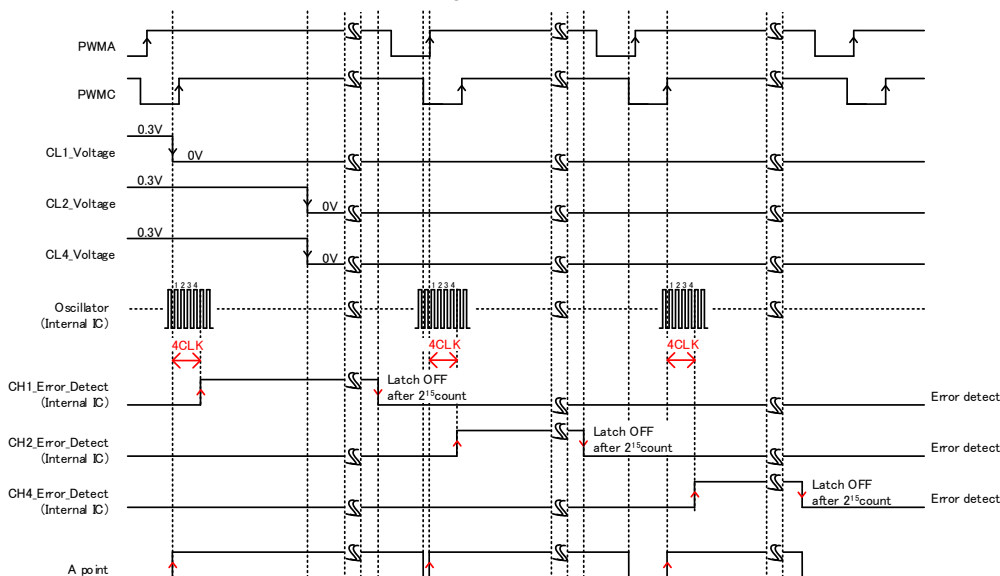 PWMA
PWMC
0.3V
CL1_Voltage
0V
0.3V
CL2_Voltage
0V
0.3V
CL4_Voltage
0V
1 2 3 4
1 2 3 4
1 2 3 4
Oscillator
(Internal IC)
4CLK
4CLK
4CLK
CH1_Error_Detect
(Internal IC)
Latch OFF
after 2¹⁵count
Error detect
CH2_Error_Detect
(Internal IC)
Latch OFF
after 2¹⁵count
Error detect
CH4_Error_Detect
(Internal IC)
Latch OFF
after 2¹⁵count
Error detect
A point